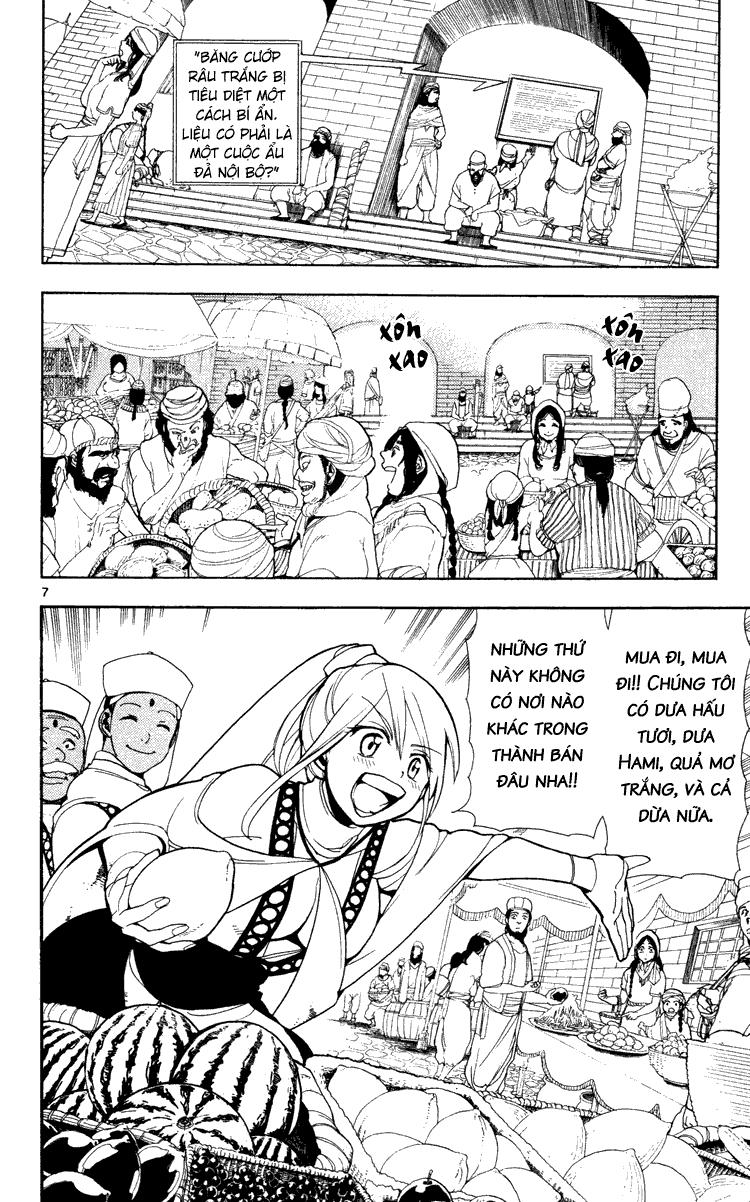 "BĂNG CƯỚP
RÂU TRẮNG BỊ
TIÊU DIỆT MỘT
CÁCH BÍ ẨN.
LIỆU CÓ PHẢI LÀ
MỘT CUỘC ẨU
ĐẢ NỘI BỘ?"
XÔN
XAO
XÔN
XAO
7
MUA ĐI, MUA
ĐI!! CHÚNG TÔI
CÓ DƯA HẤU
TƯƠI, DƯA
HAMI, QUẢ MƠ
TRẮNG, VÀ CẢ
DỪA NỮA.
NHỮNG THỨ
NÀY KHÔNG
CÓ NƠI NÀO
KHÁC TRONG
THÀNH BÁN
ĐÂU NHA!!